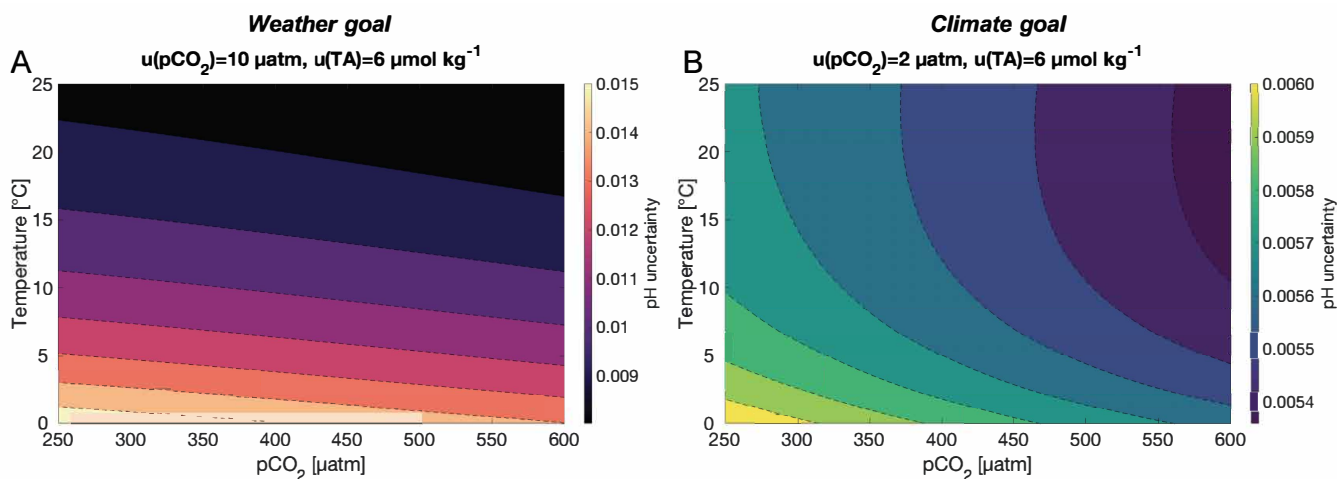 Weather goal
A
u(pCO2)=10 µatm, u(TA)=6 µmol kg-1
25
20
15
10
5
0
Temperature [°C]
250 300 350 400 450 500 550 600
pCO2 [µatm]
0.015
0.014
0.013
0.012
0.011
0.01
0.009
pH uncertainty
Climate goal
B
u(pCO2)=2 µatm, u(TA)=6 µmol kg-1
25
20
15
10
5
0
Temperature [°C]
250 300 350 400 450 500 550 600
pCO2 [µatm]
0.0060
0.0059
0.0058
0.0057
0.0056
0.0055
0.0054
pH uncertainty